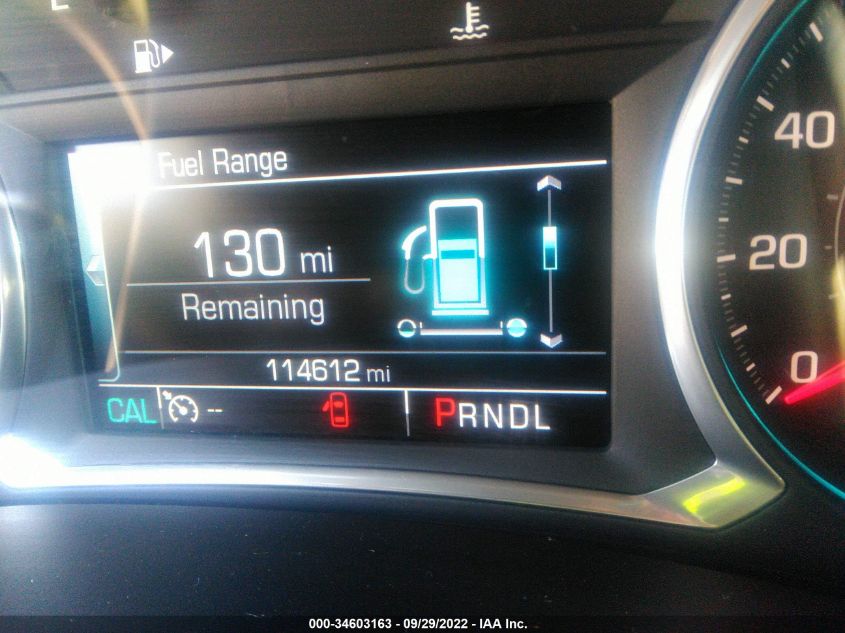 E
Fuel Range
130 mi
Remaining
114612 mi
CAL -- PRNDL
40
20
0
000-34603163 - 09/29/2022 - IAA Inc.